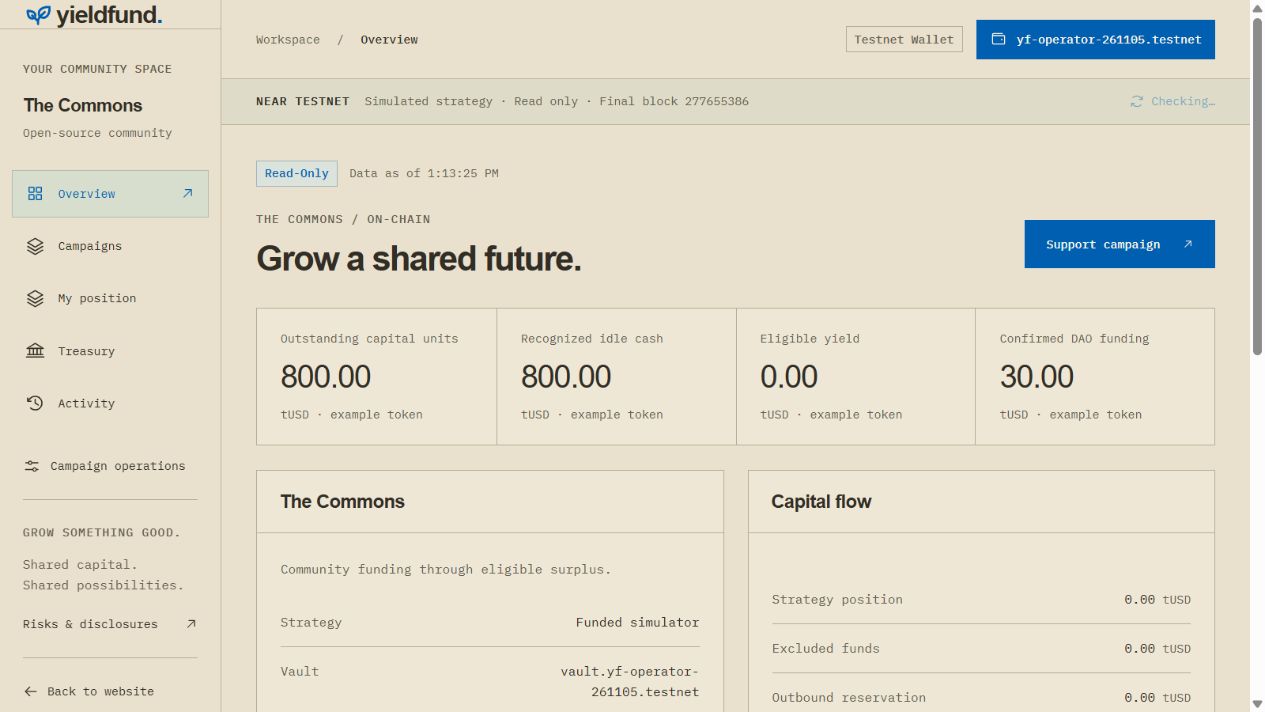 yieldfund.
YOUR COMMUNITY SPACE
The Commons
Open-source community
Overview
Campaigns
My position
Treasury
Activity
Campaign operations
GROW SOMETHING GOOD.
Shared capital.
Shared possibilities.
Risks & disclosures
Back to website
Workspace / Overview
Testnet Wallet
yf-operator-261105.testnet
NEAR TESTNET Simulated strategy · Read only · Final block 277655386
Checking…
Read-Only Data as of 1:13:25 PM
THE COMMONS / ON-CHAIN
Grow a shared future.
Support campaign
Outstanding capital units
800.00
tUSD · example token
Recognized idle cash
800.00
tUSD · example token
Eligible yield
0.00
tUSD · example token
Confirmed DAO funding
30.00
tUSD · example token
The Commons
Community funding through eligible surplus.
Strategy Funded simulator
Vault vault.yf-operator-
261105.testnet
Capital flow
Strategy position 0.00 tUSD
Excluded funds 0.00 tUSD
Outbound reservation 0.00 tUSD